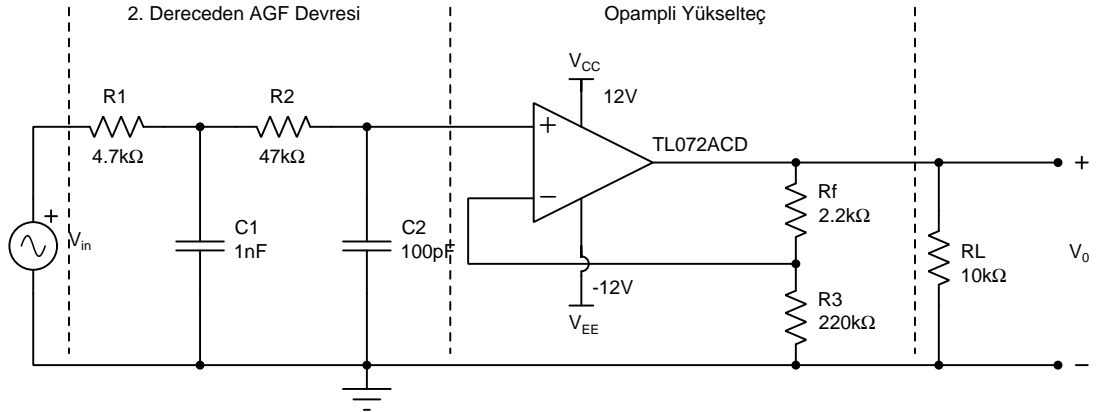 2. Dereceden AGF Devresi
Opampli Yükselteç
V_CC
12V
R1
4.7kΩ
R2
47kΩ
+
−
TL072ACD
Rf
2.2kΩ
+
V_in
+
C1
1nF
C2
100pF
RL
10kΩ
V_0
-12V
V_EE
R3
220kΩ
−